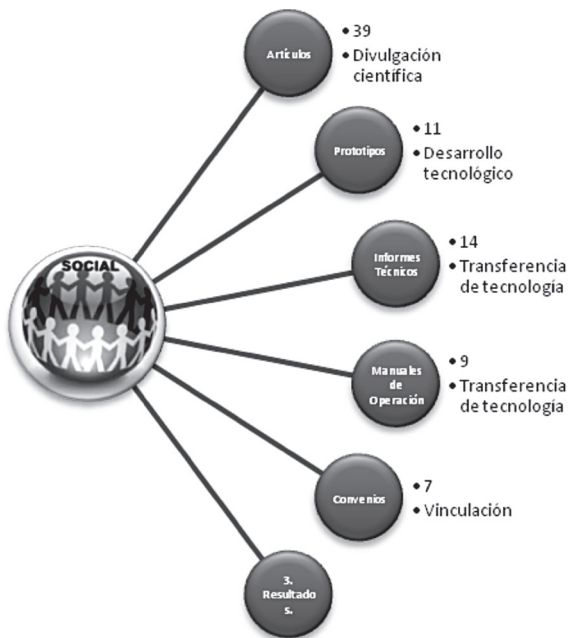 Artículos
• 39
• Divulgación
científica
Prototipos
• 11
• Desarrollo
tecnológico
SOCIAL
Informes
Técnicos
• 14
• Transferencia
de tecnología
Manuales
de
Operación
• 9
• Transferencia
de tecnología
Convenios
• 7
• Vinculación
3.
Resultado
s.